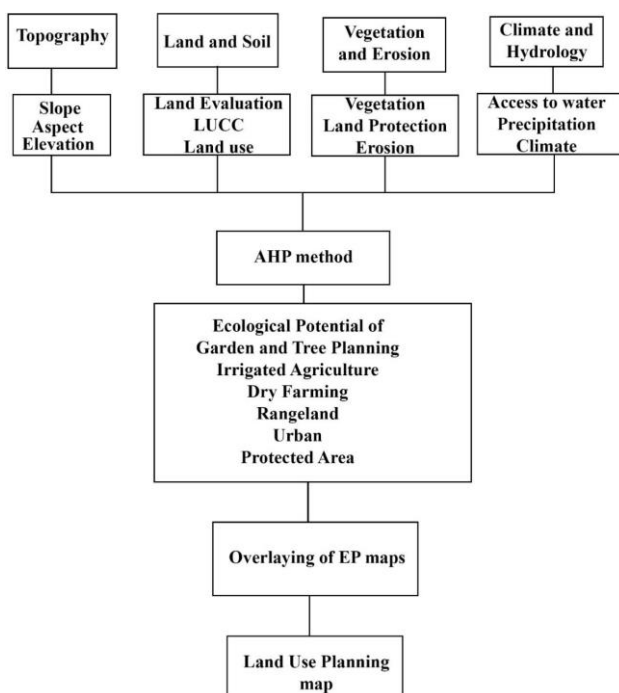 Topography
Land and Soil
Vegetation
and Erosion
Climate and
Hydrology
Slope
Aspect
Elevation
Land Evaluation
LUCC
Land use
Vegetation
Land Protection
Erosion
Access to water
Precipitation
Climate
AHP method
Ecological Potential of
Garden and Tree Planning
Irrigated Agriculture
Dry Farming
Rangeland
Urban
Protected Area
Overlaying of EP maps
Land Use Planning
map